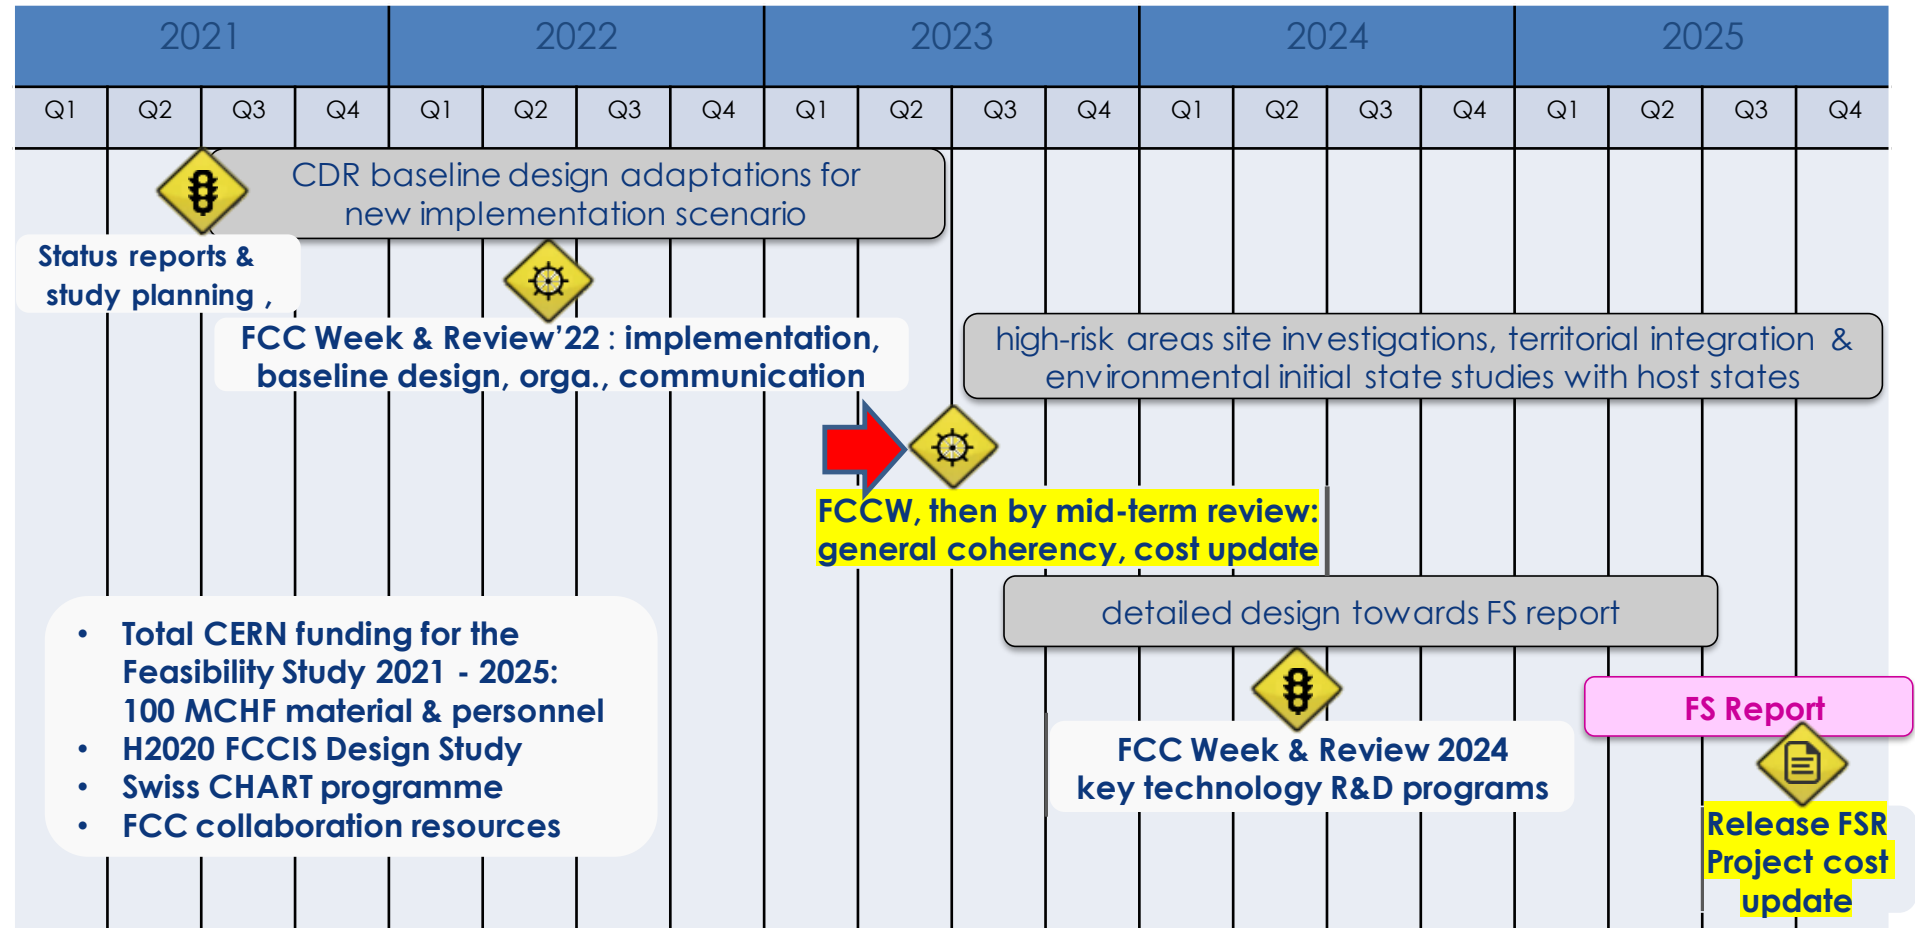 2021 2022 2023 2024 2025
Q1 Q2 Q3 Q4 Q1 Q2 Q3 Q4 Q1 Q2 Q3 Q4 Q1 Q2 Q3 Q4 Q1 Q2 Q3 Q4
CDR baseline design adaptations for
new implementation scenario
Status reports &
study planning ,
FCC Week & Review’22 : implementation,
baseline design, orga., communication
high-risk areas site investigations, territorial integration &
environmental initial state studies with host states
FCCW, then by mid-term review:
general coherency, cost update
detailed design towards FS report
• Total CERN funding for the
Feasibility Study 2021 - 2025:
100 MCHF material & personnel
• H2020 FCCIS Design Study
• Swiss CHART programme
• FCC collaboration resources
FS Report
FCC Week & Review 2024
key technology R&D programs
Release FSR
Project cost
update